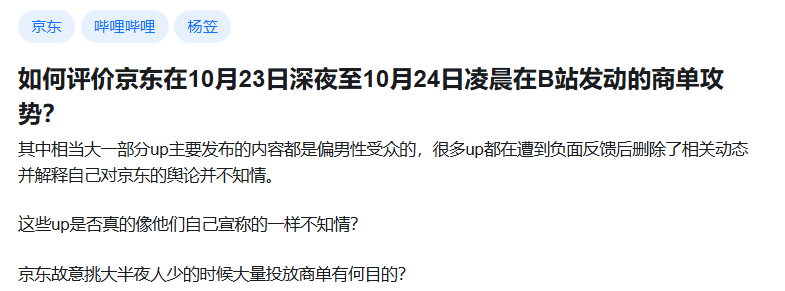 京东 哔哩哔哩 杨笠
如何评价京东在10月23日深夜至10月24日凌晨在B站发动的商单攻
势？
其中相当大一部分up主要发布的内容都是偏男性受众的，很多up都在遭到负面反馈后删除了相关动态
并解释自己对京东的舆论并不知情。
这些up是否真的像他们自己宣称的一样不知情？
京东故意挑大半夜人少的时候大量投放商单有何目的？